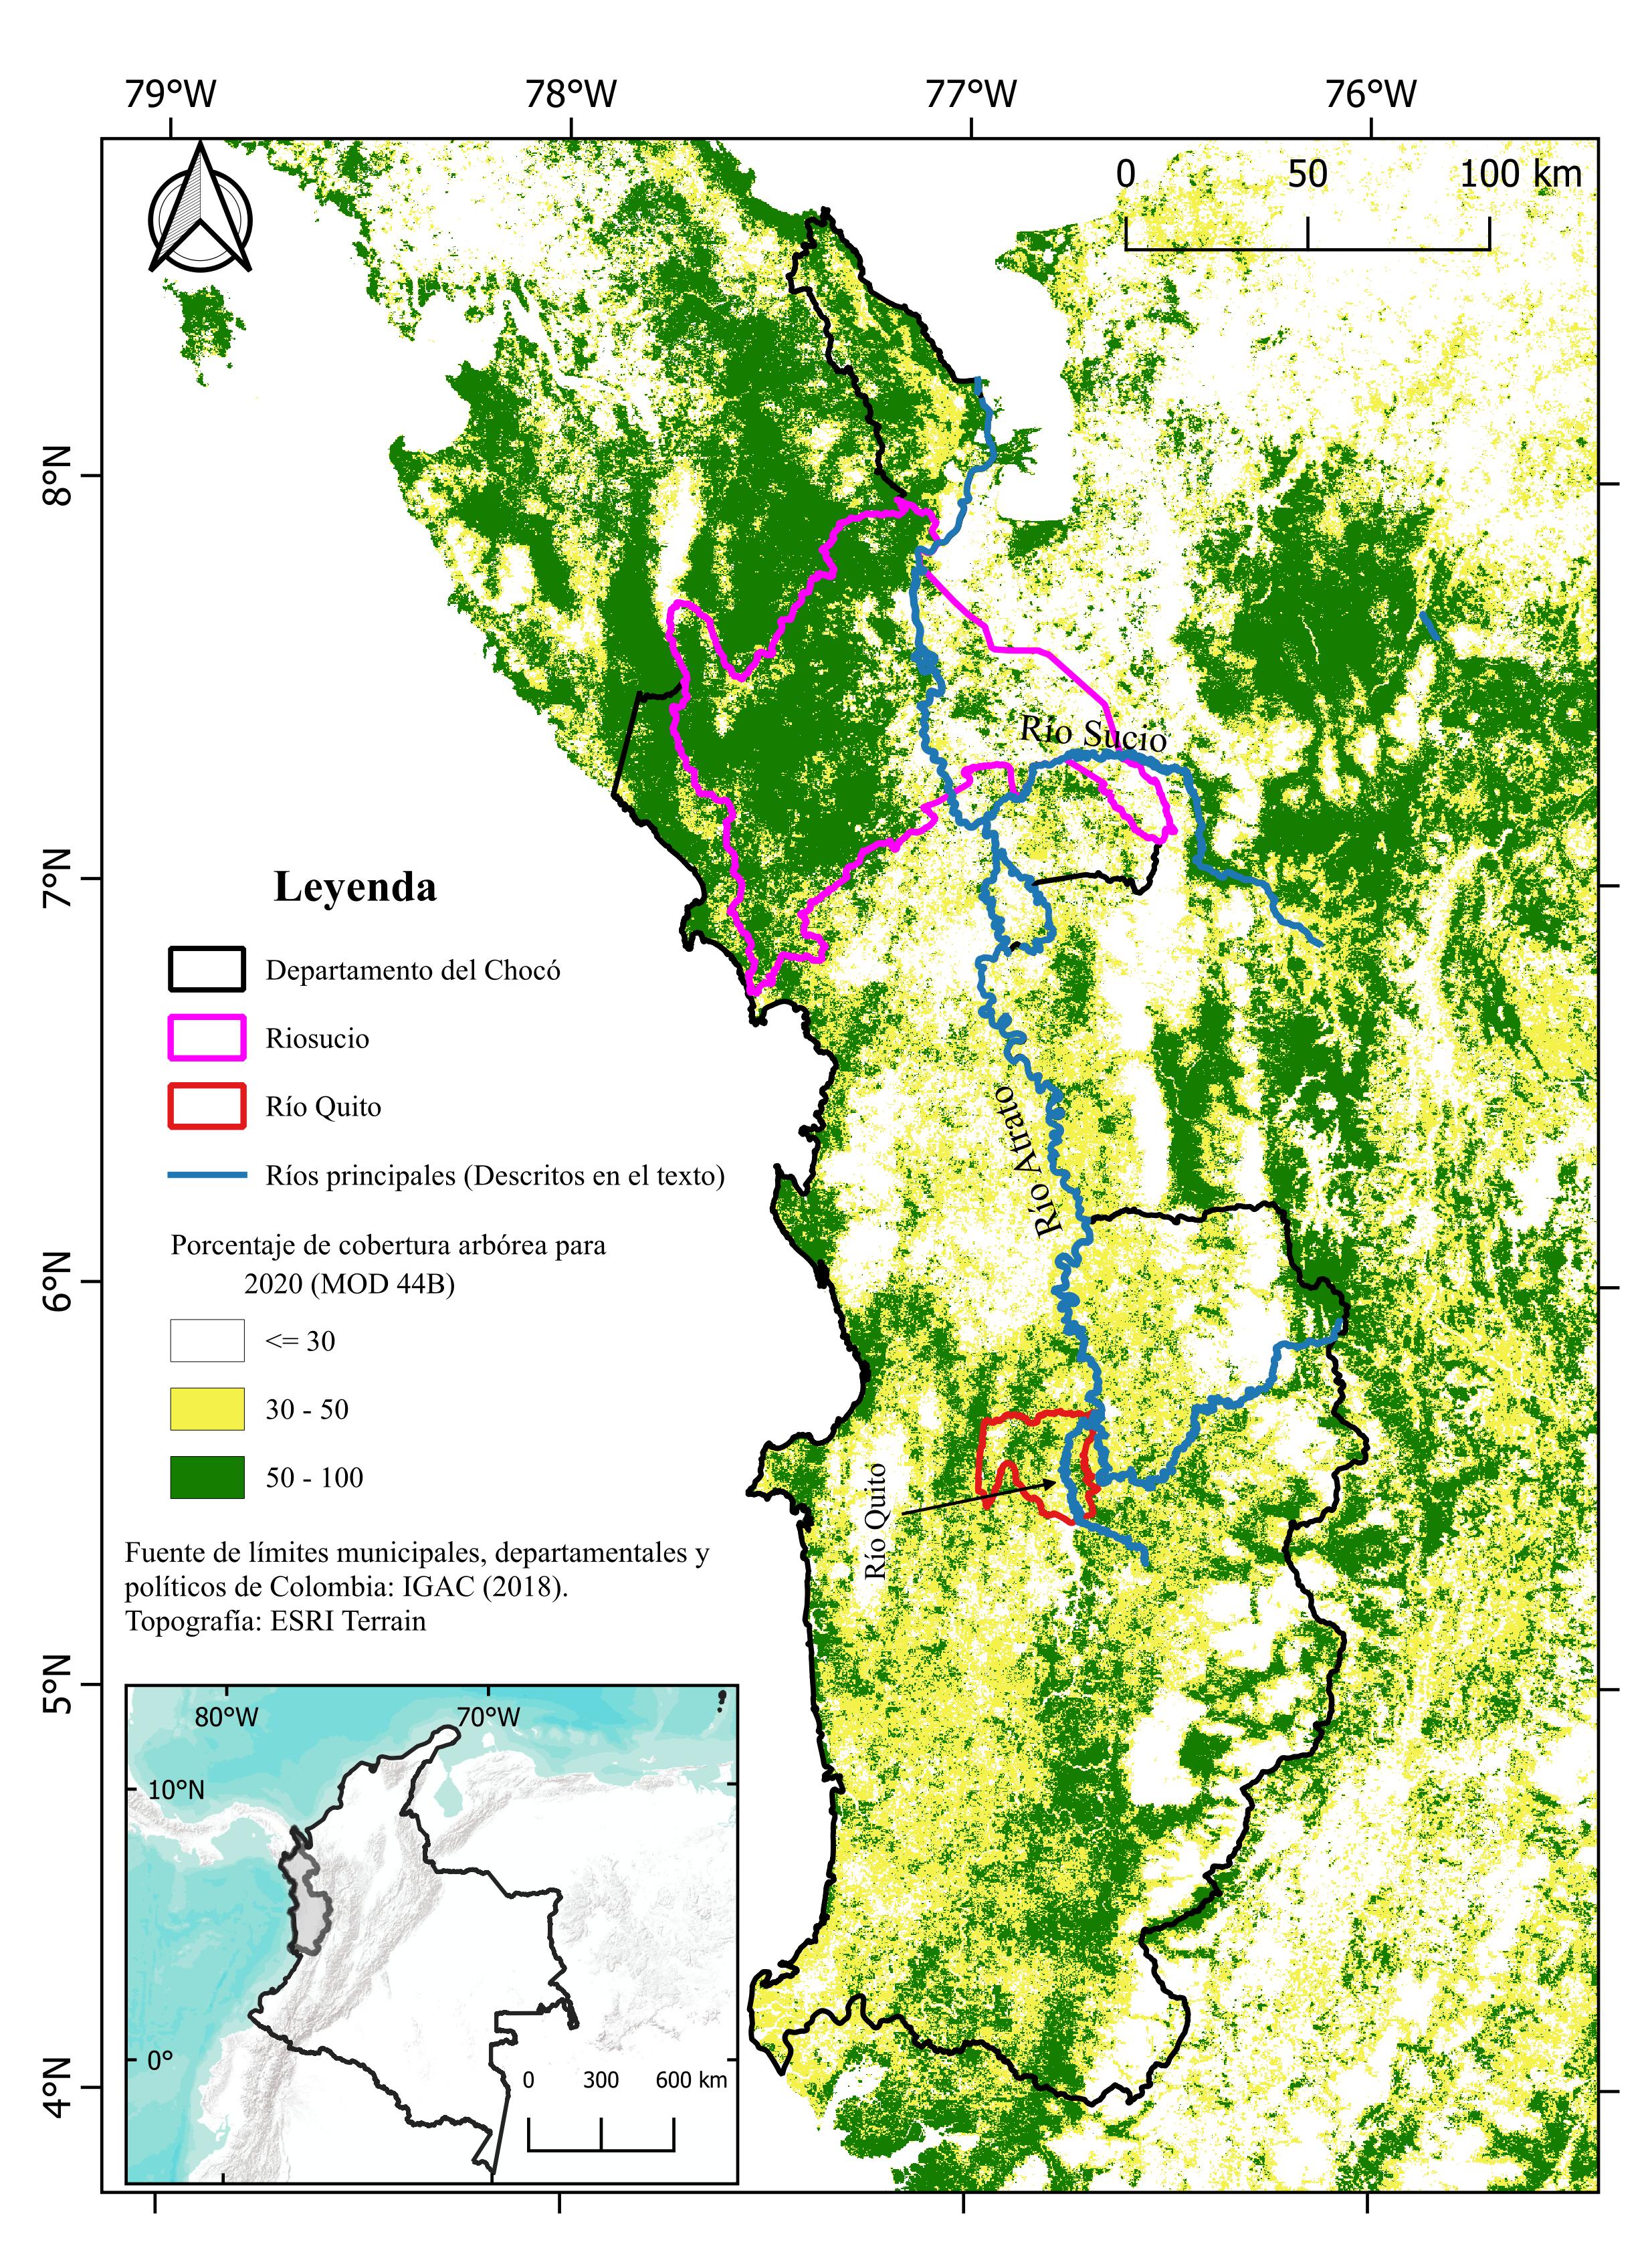 79°W
78°W
77°W
76°W
0
50
100 km
8°N
7°N
6°N
5°N
4°N
Río Sucio
Río Atrato
Río Quito
Leyenda
Departamento del Chocó
Riosucio
Río Quito
Ríos principales (Descritos en el texto)
Porcentaje de cobertura arbórea para
2020 (MOD 44B)
<= 30
30 - 50
50 - 100
Fuente de límites municipales, departamentales y
políticos de Colombia: IGAC (2018).
Topografía: ESRI Terrain
80°W
70°W
10°N
0°
0
300
600 km